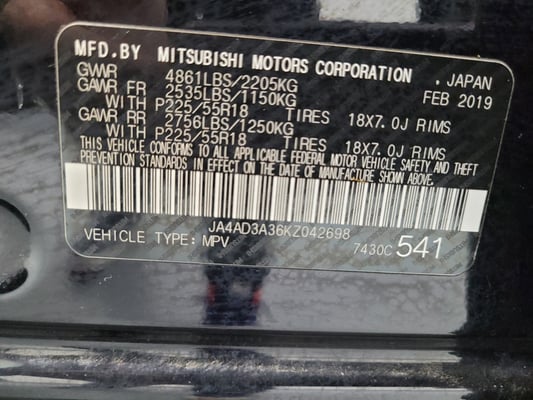 MFD.BY MITSUBISHI MOTORS CORPORATION , JAPAN
GVWR 4861LBS/2205KG FEB 2019
GAWR FR 2535LBS/1150KG
WITH P225/55R18 TIRES 18X7.0J RIMS
GAWR RR 2756LBS/1250KG
WITH P225/55R18 TIRES 18X7.0J RIMS
THIS VEHICLE CONFORMS TO ALL APPLICABLE FEDERAL MOTOR VEHICLE SAFETY AND THEFT
PREVENTION STANDARDS IN EFFECT ON THE DATE OF MANUFACTURE SHOWN ABOVE.
JA4AD3A36KZ042698
VEHICLE TYPE: MPV 7430C 541